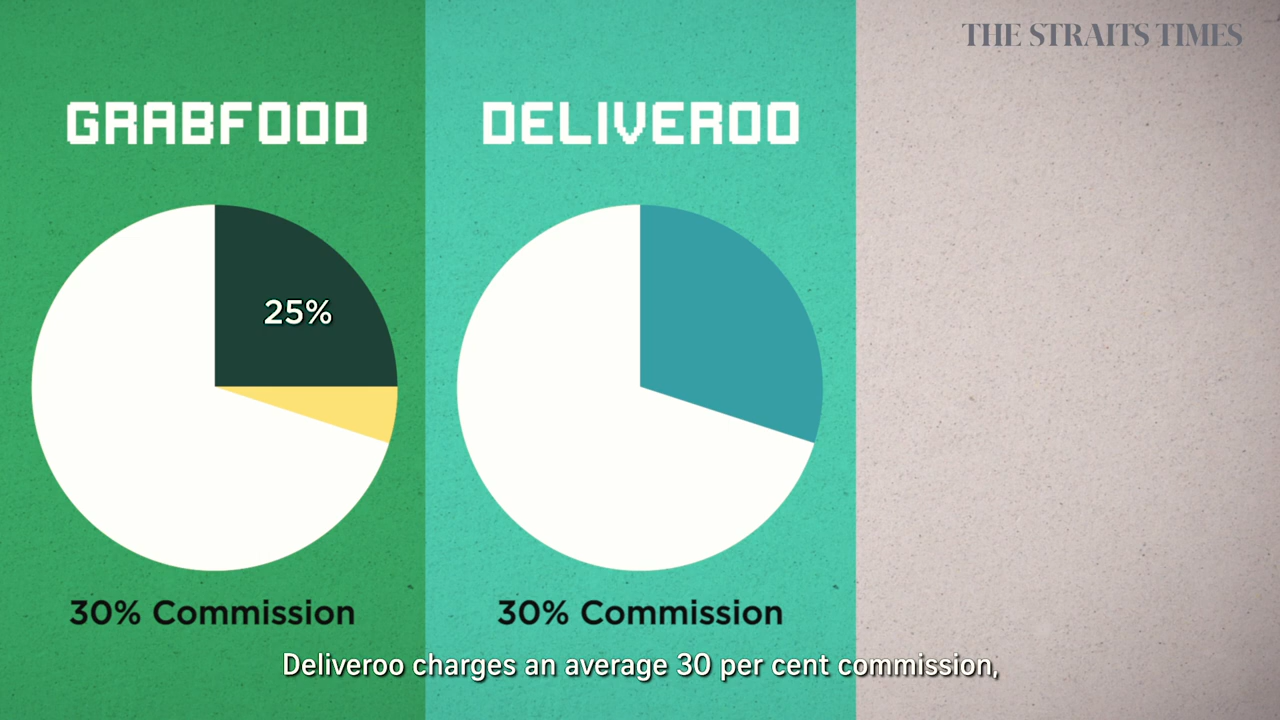 THE STRAITS TIMES
GRABFOOD
DELIVEROO
25%
30% Commission
30% Commission
Deliveroo charges an average 30 per cent commission,